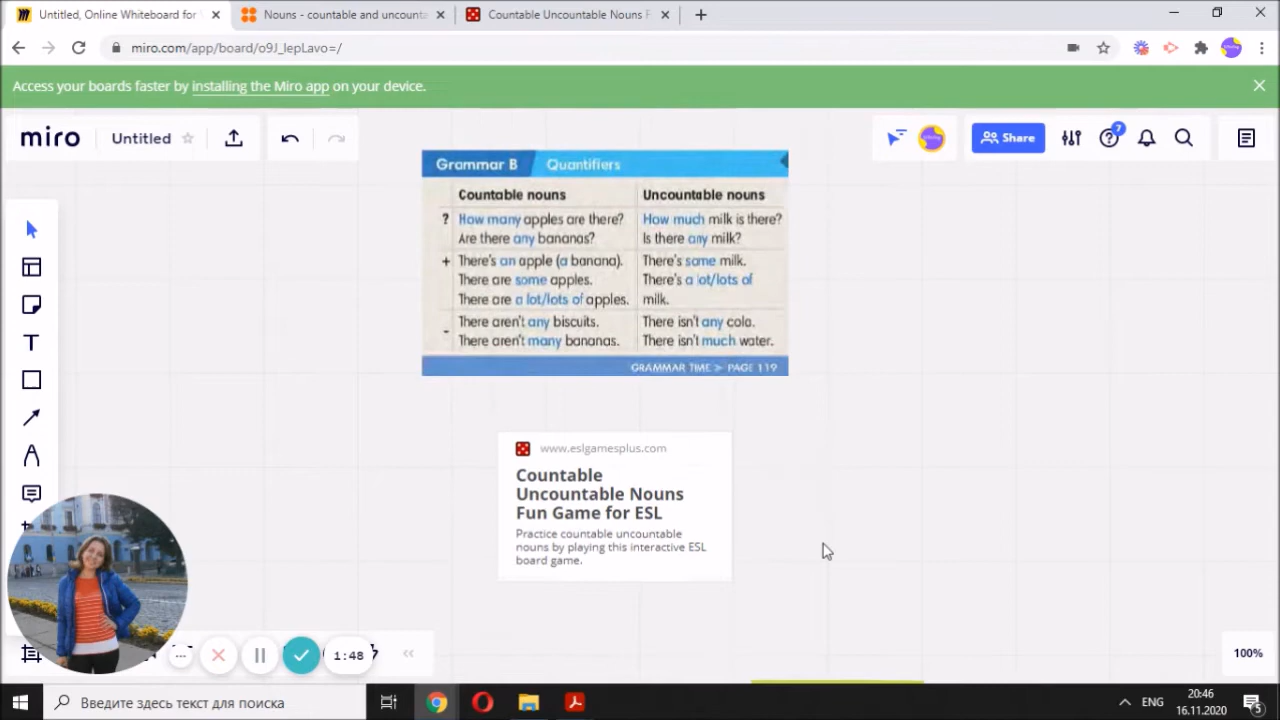 Untitled, Online Whiteboard for
Nouns - countable and uncounta
Countable Uncountable Nouns F
miro.com/app/board/o9J_lepLavo=/
Access your boards faster by installing the Miro app on your device.
miro
Untitled
7
Share
Grammar B Quantifiers
Countable nouns Uncountable nouns
? How many apples are there? How much milk is there?
Are there any bananas? Is there any milk?
+ There's an apple (a banana). There's some milk.
There are some apples. There's a lot/lots of
There are a lot/lots of apples. milk.
- There aren't any biscuits. There isn't any cola.
There aren't many bananas. There isn't much water.
GRAMMAR TIME > PAGE 119
www.eslgamesplus.com
Countable
Uncountable Nouns
Fun Game for ESL
Practice countable uncountable
nouns by playing this interactive ESL
board game.
1:48
100%
Введите здесь текст для поиска
ENG
20:46
16.11.2020
5